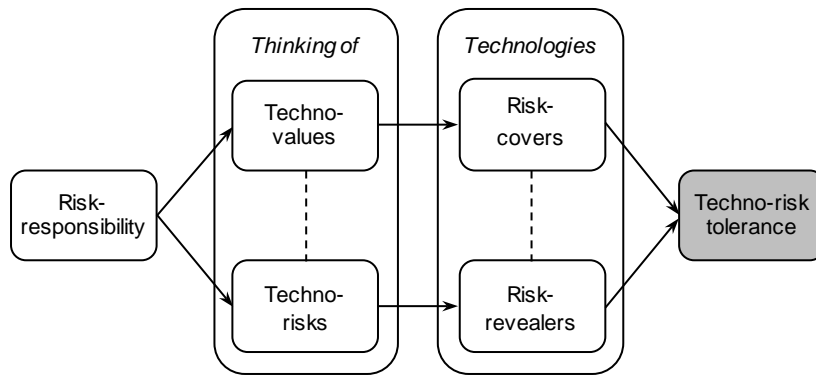 Thinking of
Technologies
Techno-
values
Risk-
covers
Risk-
responsibility
Techno-risk
tolerance
Techno-
risks
Risk-
revealers